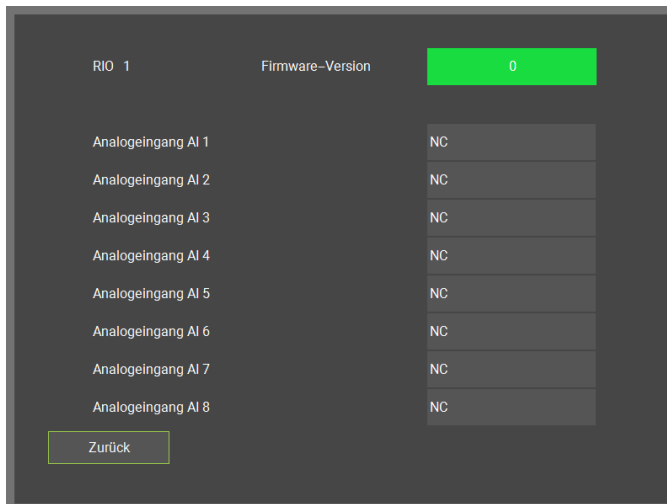 RIO 1 Firmware–Version 0
Analogeingang AI 1 NC
Analogeingang AI 2 NC
Analogeingang AI 3 NC
Analogeingang AI 4 NC
Analogeingang AI 5 NC
Analogeingang AI 6 NC
Analogeingang AI 7 NC
Analogeingang AI 8 NC
Zurück